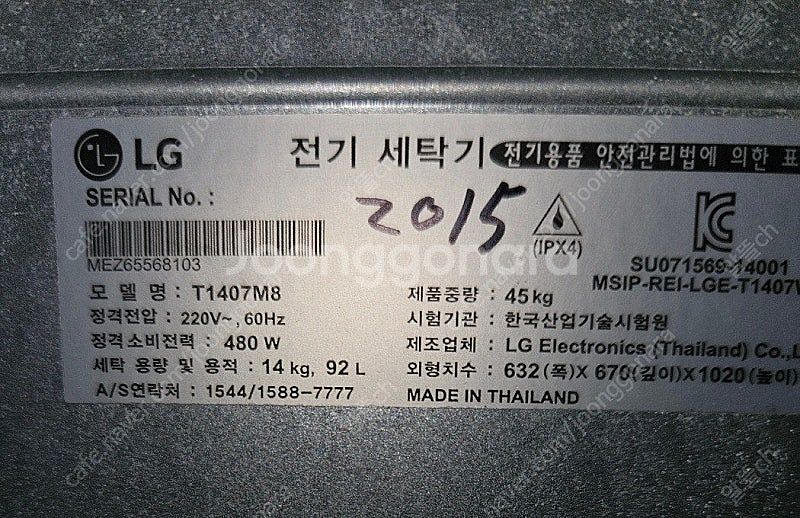 LG 전기 세탁기 전기용품 안전관리법에 의한 표
SERIAL No. :
2015
(IPX4)
MEZ65568103
SU071569-14001
MSIP-REI-LGE-T1407W
모 델 명 : T1407M8
정격전압 : 220V~, 60Hz
정격소비전력 : 480 W
세탁 용량 및 용적 : 14 kg, 92 L
A/S연락처 : 1544/1588-7777
제품중량 : 45 kg
시험기관 : 한국산업기술시험원
제조업체 : LG Electronics (Thailand) Co.,L
외형치수 : 632 (폭) X 670(깊이) X 1020(높이)
MADE IN THAILAND
Joonggonara